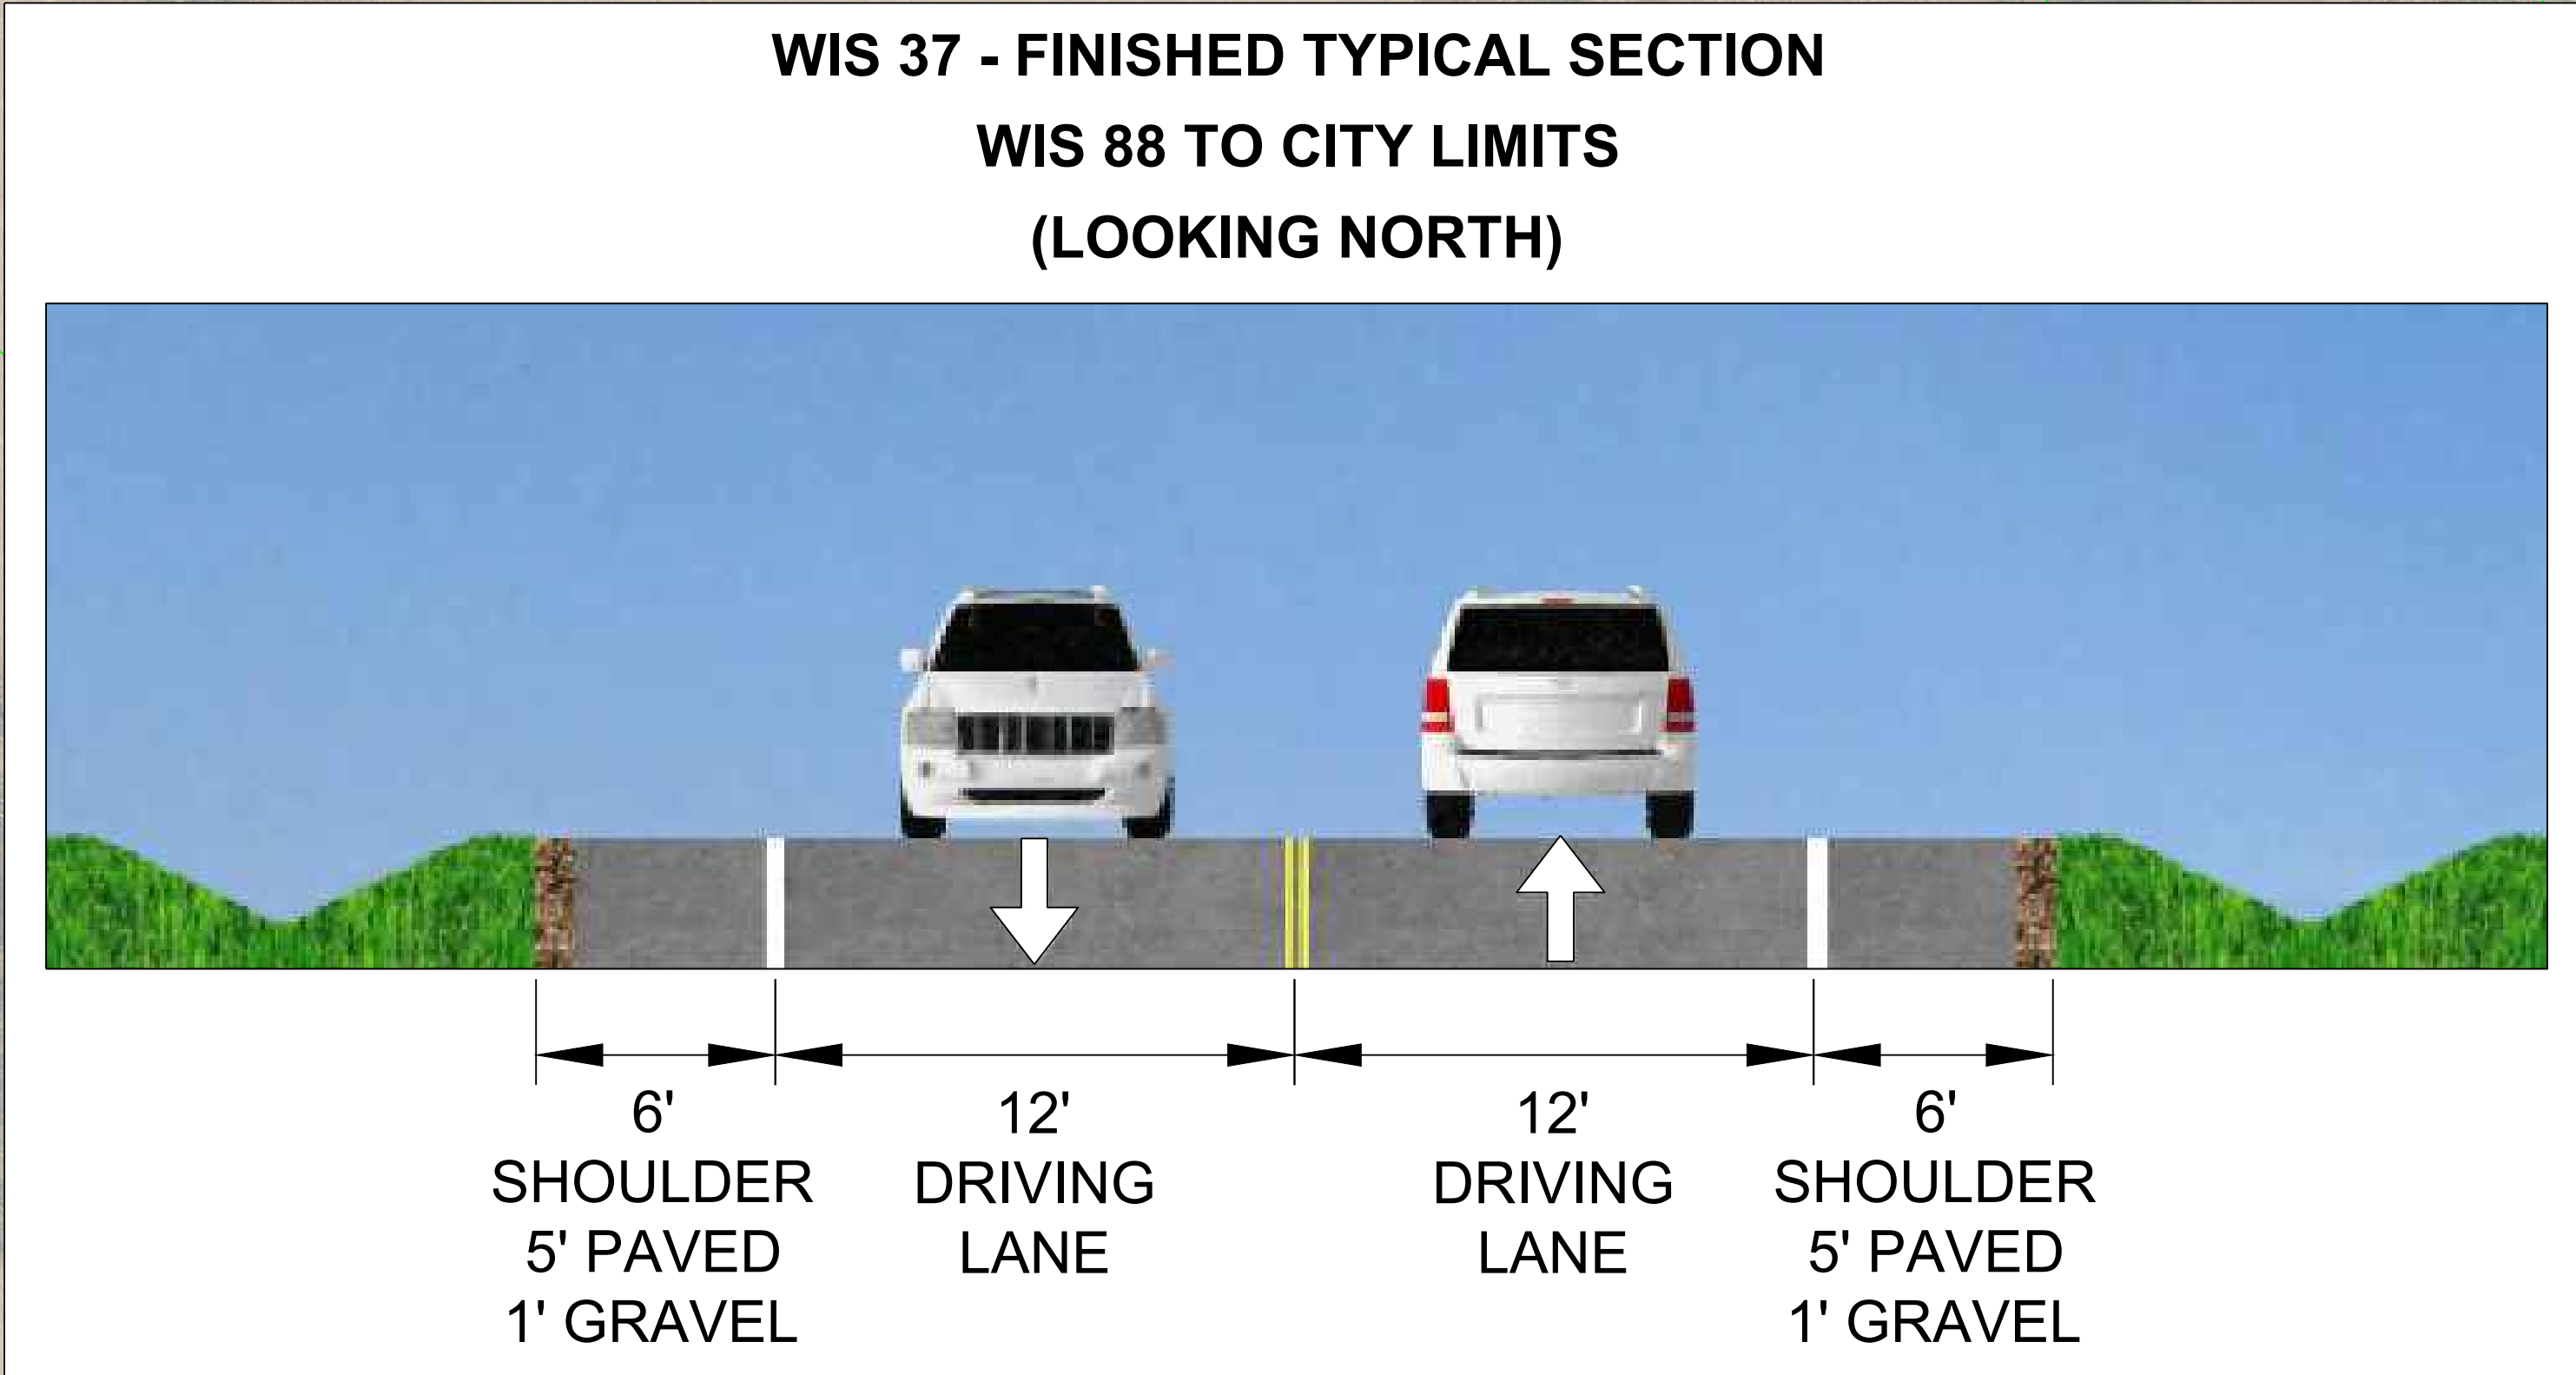 WIS 37 - FINISHED TYPICAL SECTION
WIS 88 TO CITY LIMITS
(LOOKING NORTH)
6'
SHOULDER
5' PAVED
1' GRAVEL
12'
DRIVING
LANE
12'
DRIVING
LANE
6'
SHOULDER
5' PAVED
1' GRAVEL